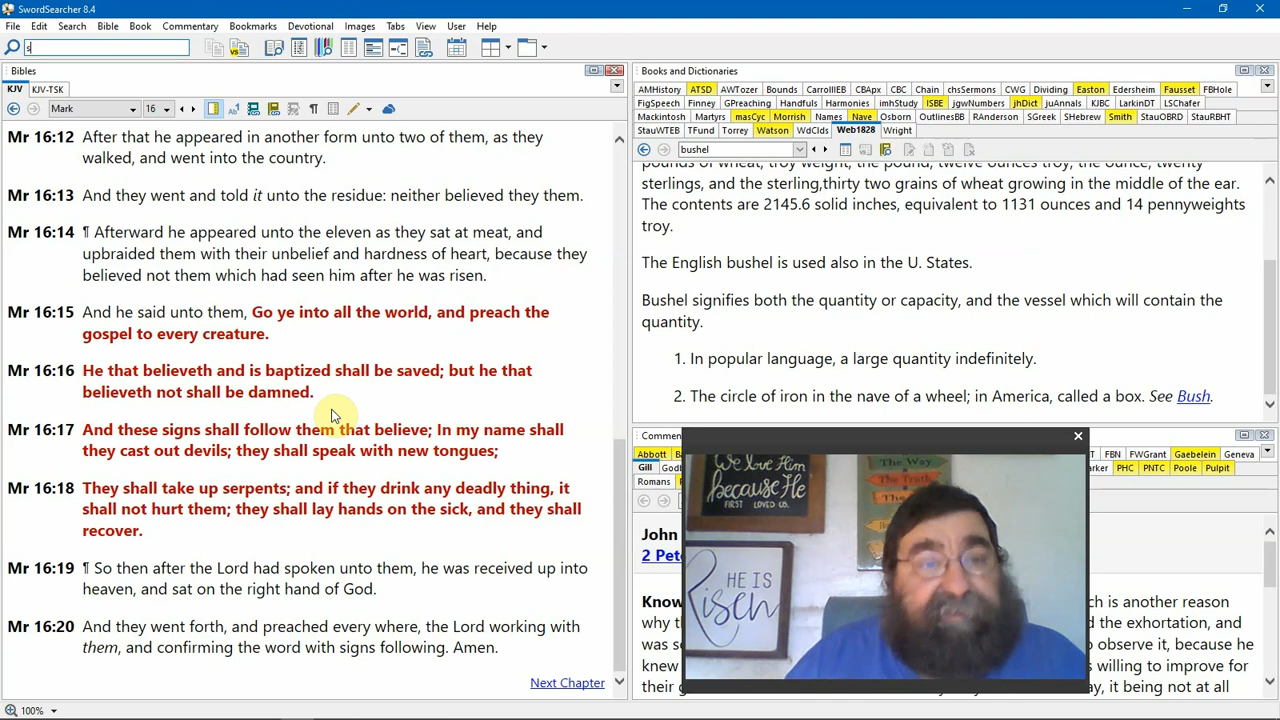 SwordSearcher 8.4
File Edit Search Bible Book Commentary Bookmarks Devotional Images Tabs View User Help
s
Bibles
KJV KJV-TSK
Mark 16
Mr 16:12 After that he appeared in another form unto two of them, as they
walked, and went into the country.
Mr 16:13 And they went and told it unto the residue: neither believed they them.
Mr 16:14 ¶ Afterward he appeared unto the eleven as they sat at meat, and
upbraided them with their unbelief and hardness of heart, because they
believed not them which had seen him after he was risen.
Mr 16:15 And he said unto them, Go ye into all the world, and preach the
gospel to every creature.
Mr 16:16 He that believeth and is baptized shall be saved; but he that
believeth not shall be damned.
Mr 16:17 And these signs shall follow them that believe; In my name shall
they cast out devils; they shall speak with new tongues;
Mr 16:18 They shall take up serpents; and if they drink any deadly thing, it
shall not hurt them; they shall lay hands on the sick, and they shall
recover.
Mr 16:19 ¶ So then after the Lord had spoken unto them, he was received up into
heaven, and sat on the right hand of God.
Mr 16:20 And they went forth, and preached every where, the Lord working with
them, and confirming the word with signs following. Amen.
Next Chapter
100%
Books and Dictionaries
AMHistory ATSD AWTozer Bounds CarrollIEB CBApx CBC Chain chsSermons CWG Dividing Easton Edersheim Fausset FBHole
FigSpeech Finney GPreaching Handfuls Harmonies imhStudy ISBE jgwNumbers jhDict juAnnals KJBC LarkinDT LSChafer
Mackintosh Martyrs masCyc Morrish Names Nave Osborn OutlinesBB RAnderson SGreek SHebrew Smith StauOBRD StauRBHT
StauWTEB TFund Torrey Watson WdClds Web1828 Wright
bushel
pounds of wheat, troy weight, the pound, twelve ounces troy, the ounce, twenty
sterlings, and the sterling,thirty two grains of wheat growing in the middle of the ear.
The contents are 2145.6 solid inches, equivalent to 1131 ounces and 14 pennyweights
troy.
The English bushel is used also in the U. States.
Bushel signifies both the quantity or capacity, and the vessel which will contain the
quantity.
1. In popular language, a large quantity indefinitely.
2. The circle of iron in the nave of a wheel; in America, called a box. See Bush.
Commen
Abbott FBN FWGrant Gaebelein Geneva
Gill PHC PNTC Poole Pulpit
Romans
John
2 Pet
Know ch is another reason
why the exhortation, and
was o observe it, because he
knew s willing to improve for
their it being not at all
We love Him
because He
FIRST LOVED US.
The Way
The Truth
HE IS
Risen